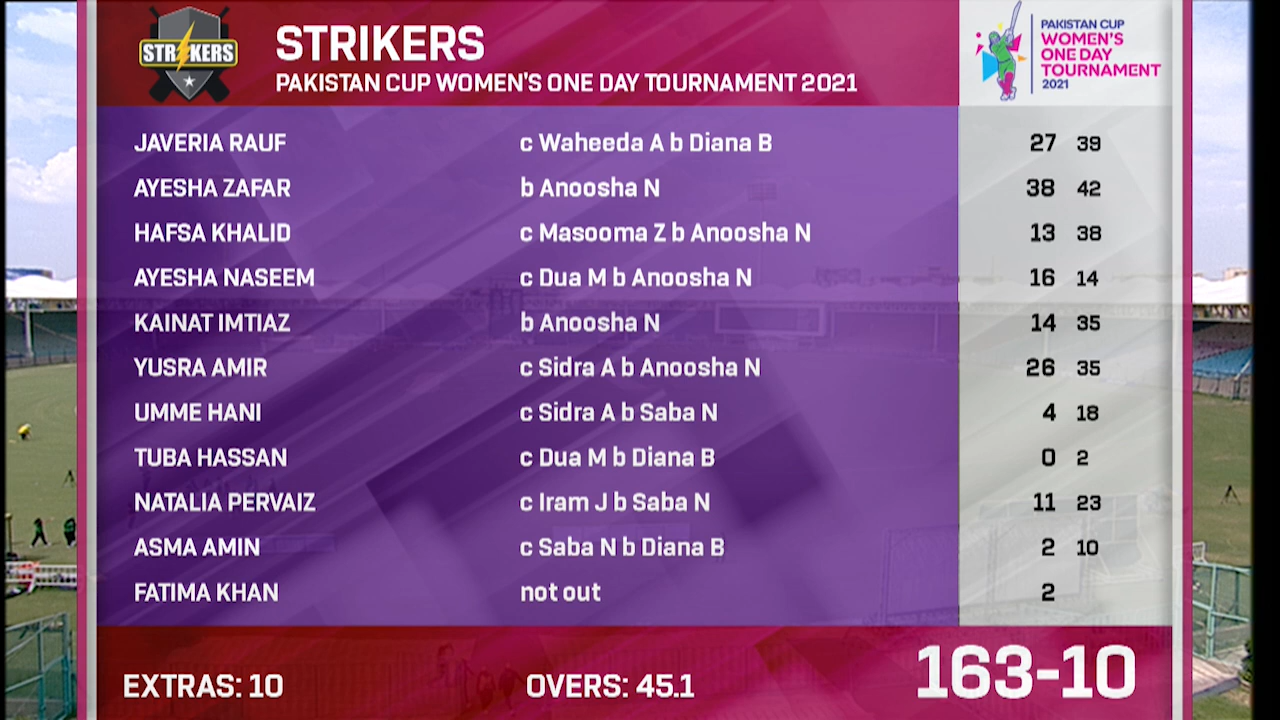 STRIKERS
STRIKERS
PAKISTAN CUP WOMEN'S ONE DAY TOURNAMENT 2021
PAKISTAN CUP
WOMEN'S
ONE DAY
TOURNAMENT
2021
JAVERIA RAUF c Waheeda A b Diana B 27 39
AYESHA ZAFAR b Anoosha N 38 42
HAFSA KHALID c Masooma Z b Anoosha N 13 38
AYESHA NASEEM c Dua M b Anoosha N 16 14
KAINAT IMTIAZ b Anoosha N 14 35
YUSRA AMIR c Sidra A b Anoosha N 26 35
UMME HANI c Sidra A b Saba N 4 18
TUBA HASSAN c Dua M b Diana B 0 2
NATALIA PERVAIZ c Iram J b Saba N 11 23
ASMA AMIN c Saba N b Diana B 2 10
FATIMA KHAN not out 2
EXTRAS: 10 OVERS: 45.1 163-10